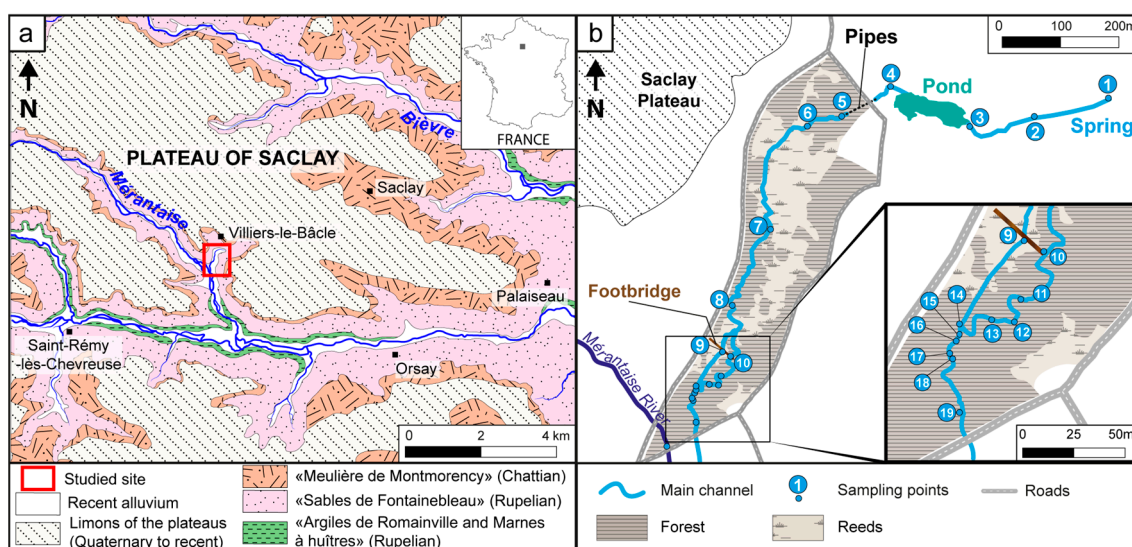 a
N
FRANCE
Bièvre
PLATEAU OF SACLAY
Mérantaise
Saclay
Villiers-le-Bâcle
Palaiseau
Saint-Rémy
-lès-Chevreuse
Orsay
0 2 4 km
Studied site
Recent alluvium
Limons of the plateaus
(Quaternary to recent)
«Meulière de Montmorency» (Chattian)
«Sables de Fontainebleau» (Rupelian)
«Argiles de Romainville and Marnes
à huîtres» (Rupelian)
b
N
0 100 200m
Saclay
Plateau
Pipes
Pond
Spring
1
2
3
4
5
6
7
8
Footbridge
9
10
Mérantaise River
9
10
11
12
13
14
15
16
17
18
19
0 25 50m
Main channel
1
Sampling points
Roads
Forest
Reeds